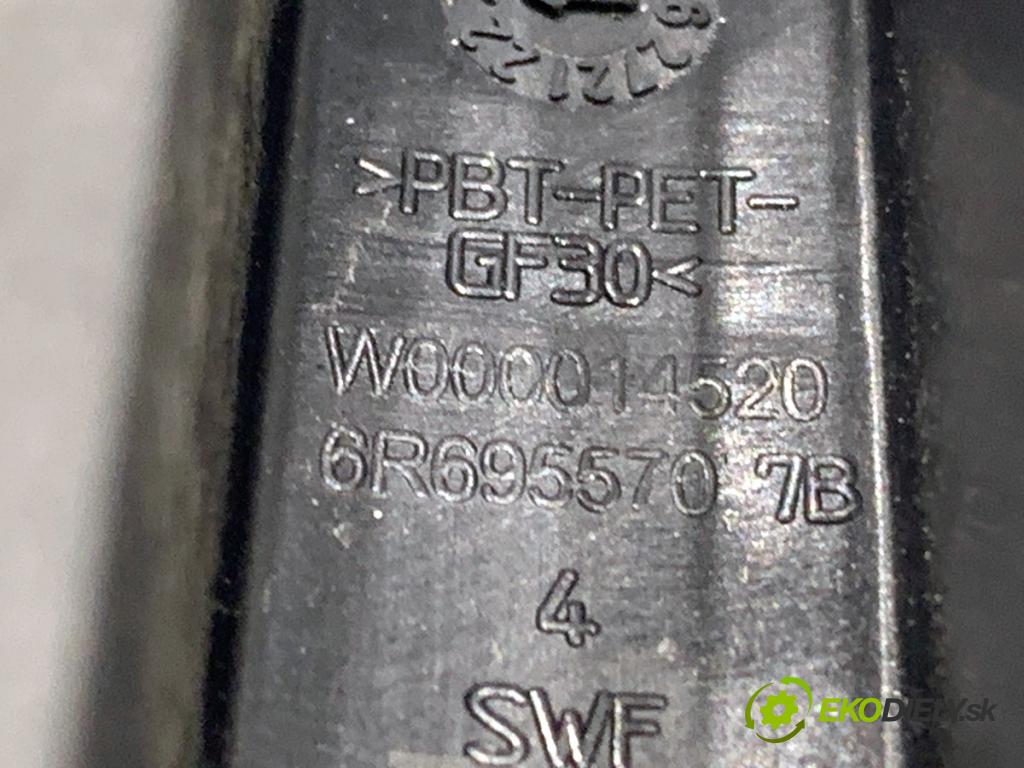 >PBT-PET-
GF30<
W000014520
6R6955707B
4
SWF
EKODIELY.sk